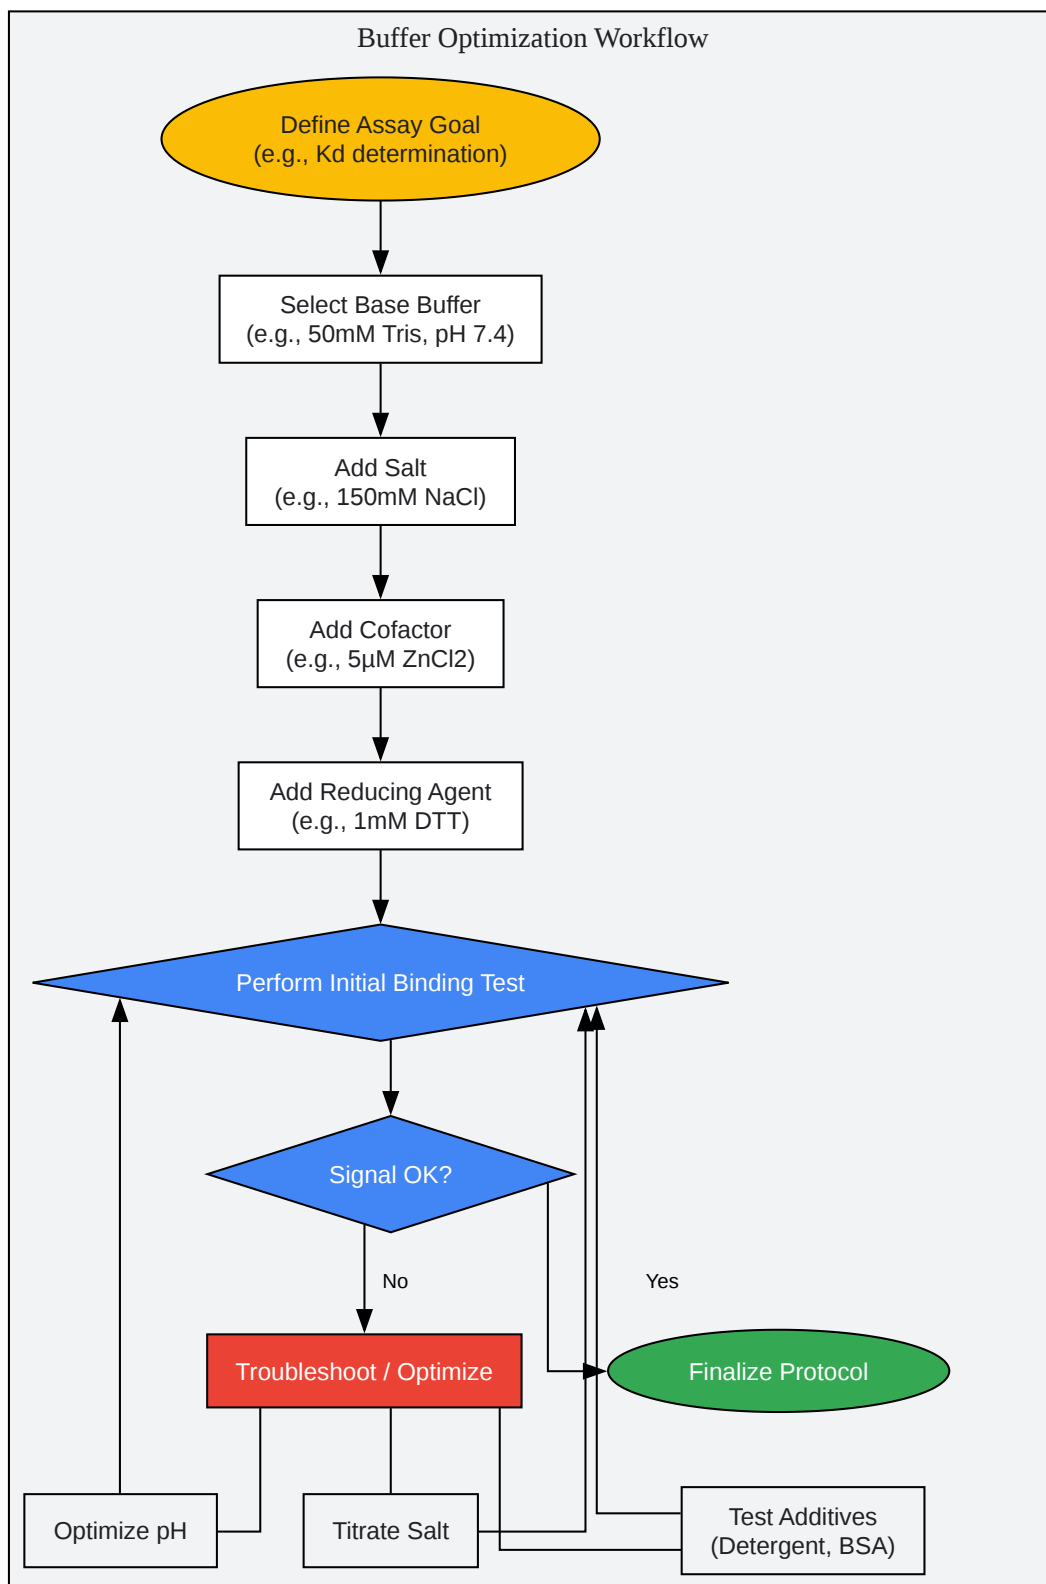 Buffer Optimization Workflow
Define Assay Goal
(e.g., Kd determination)
Select Base Buffer
(e.g., 50mM Tris, pH 7.4)
Add Salt
(e.g., 150mM NaCl)
Add Cofactor
(e.g., 5µM ZnCl2)
Add Reducing Agent
(e.g., 1mM DTT)
Perform Initial Binding Test
Signal OK?
No
Yes
Troubleshoot / Optimize
Finalize Protocol
Optimize pH
Titrate Salt
Test Additives
(Detergent, BSA)